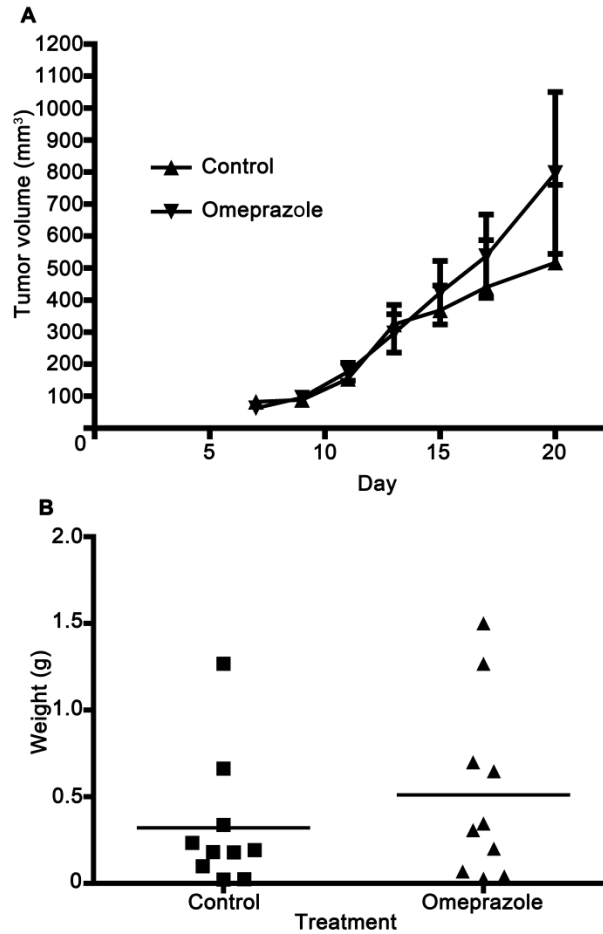 A
1200
1100
1000
900
800
700
600
500
400
300
200
100
0
Tumor volume (mm³)
Control
Omeprazole
5
10
15
20
Day
B
2.0
1.5
1.0
0.5
0
Weight (g)
Control
Omeprazole
Treatment